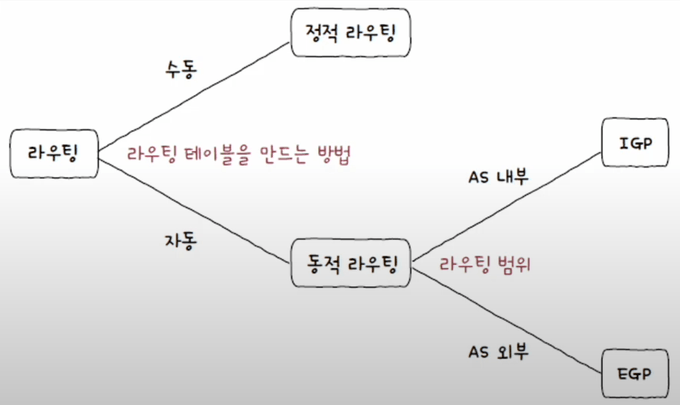 정적 라우팅
수동
라우팅
라우팅 테이블을 만드는 방법
IGP
AS 내부
자동
동적 라우팅
라우팅 범위
AS 외부
EGP